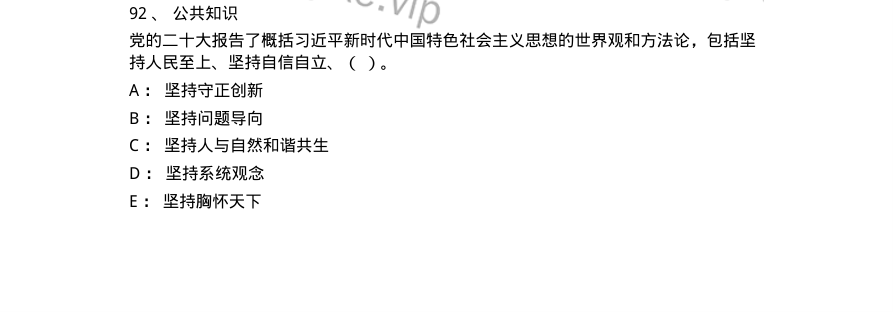 92 、 公共知识
党的二十大报告了概括习近平新时代中国特色社会主义思想的世界观和方法论，包括坚
持人民至上、坚持自信自立、（ ）。
A ： 坚持守正创新
B ： 坚持问题导向
C ： 坚持人与自然和谐共生
D ： 坚持系统观念
E ： 坚持胸怀天下